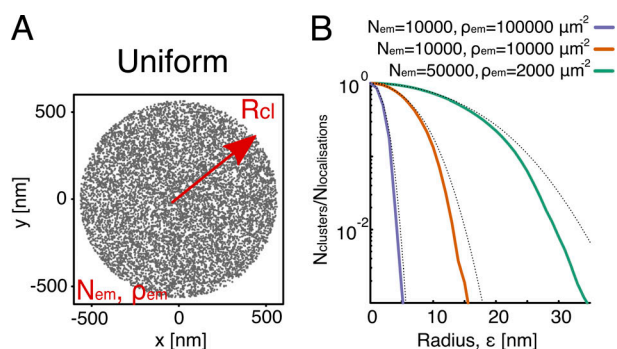 A
Uniform
500
0
-500
y [nm]
Rcl
Nem, ρem
-500 0 500
x [nm]
B
Nem=10000, ρem=100000 μm-2
Nem=10000, ρem=10000 μm-2
Nem=50000, ρem=2000 μm-2
10^0
10^-2
Nclusters/Nlocalisations
0 10 20 30
Radius, ε [nm]